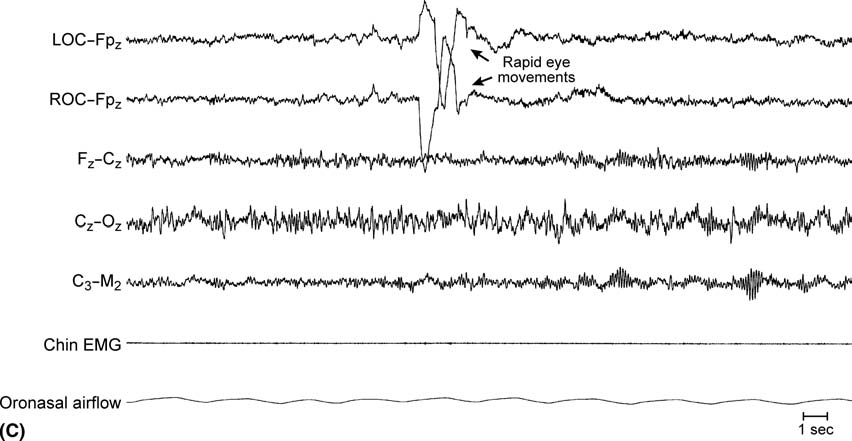 LOC–Fpz
Rapid eye
movements
ROC–Fpz
Fz–Cz
Cz–Oz
C3–M2
Chin EMG
Oronasal airflow
1 sec
(C)